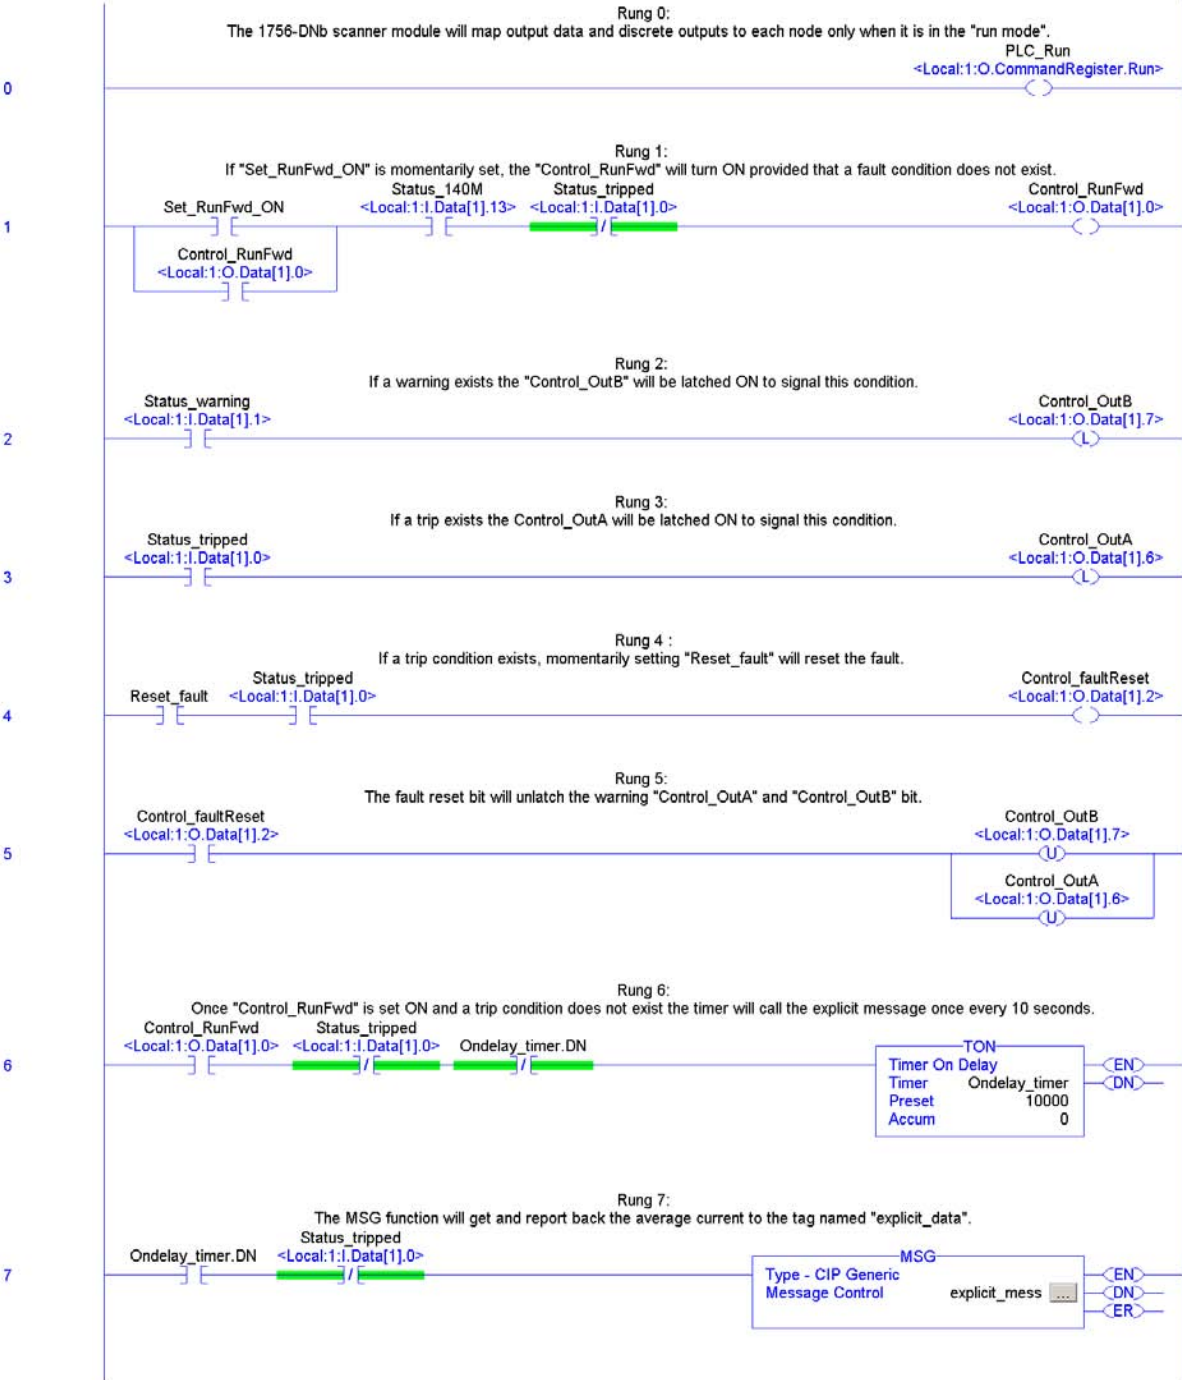 Rung 0:
The 1756-DNb scanner module will map output data and discrete outputs to each node only when it is in the "run mode".
PLC_Run
<Local:1:O.CommandRegister.Run>
0
Rung 1:
If "Set_RunFwd_ON" is momentarily set, the "Control_RunFwd" will turn ON provided that a fault condition does not exist.
Status_140M Status_tripped Control_RunFwd
Set_RunFwd_ON <Local:1:I.Data[1].13> <Local:1:I.Data[1].0> <Local:1:O.Data[1].0>
1
Control_RunFwd
<Local:1:O.Data[1].0>
Rung 2:
If a warning exists the "Control_OutB" will be latched ON to signal this condition.
Status_warning Control_OutB
<Local:1:I.Data[1].1> <Local:1:O.Data[1].7>
2 L
Rung 3:
If a trip exists the Control_OutA will be latched ON to signal this condition.
Status_tripped Control_OutA
<Local:1:I.Data[1].0> <Local:1:O.Data[1].6>
3 L
Rung 4 :
If a trip condition exists, momentarily setting "Reset_fault" will reset the fault.
Status_tripped Control_faultReset
Reset_fault <Local:1:I.Data[1].0> <Local:1:O.Data[1].2>
4
Rung 5:
The fault reset bit will unlatch the warning "Control_OutA" and "Control_OutB" bit.
Control_faultReset Control_OutB
<Local:1:O.Data[1].2> <Local:1:O.Data[1].7>
5 U
Control_OutA
<Local:1:O.Data[1].6>
U
Rung 6:
Once "Control_RunFwd" is set ON and a trip condition does not exist the timer will call the explicit message once every 10 seconds.
Control_RunFwd Status_tripped
<Local:1:O.Data[1].0> <Local:1:I.Data[1].0> Ondelay_timer.DN TON
6 Timer On Delay EN
Timer Ondelay_timer DN
Preset 10000
Accum 0
Rung 7:
The MSG function will get and report back the average current to the tag named "explicit_data".
Status_tripped
Ondelay_timer.DN <Local:1:I.Data[1].0> MSG
7 Type - CIP Generic EN
Message Control explicit_mess ... DN
ER